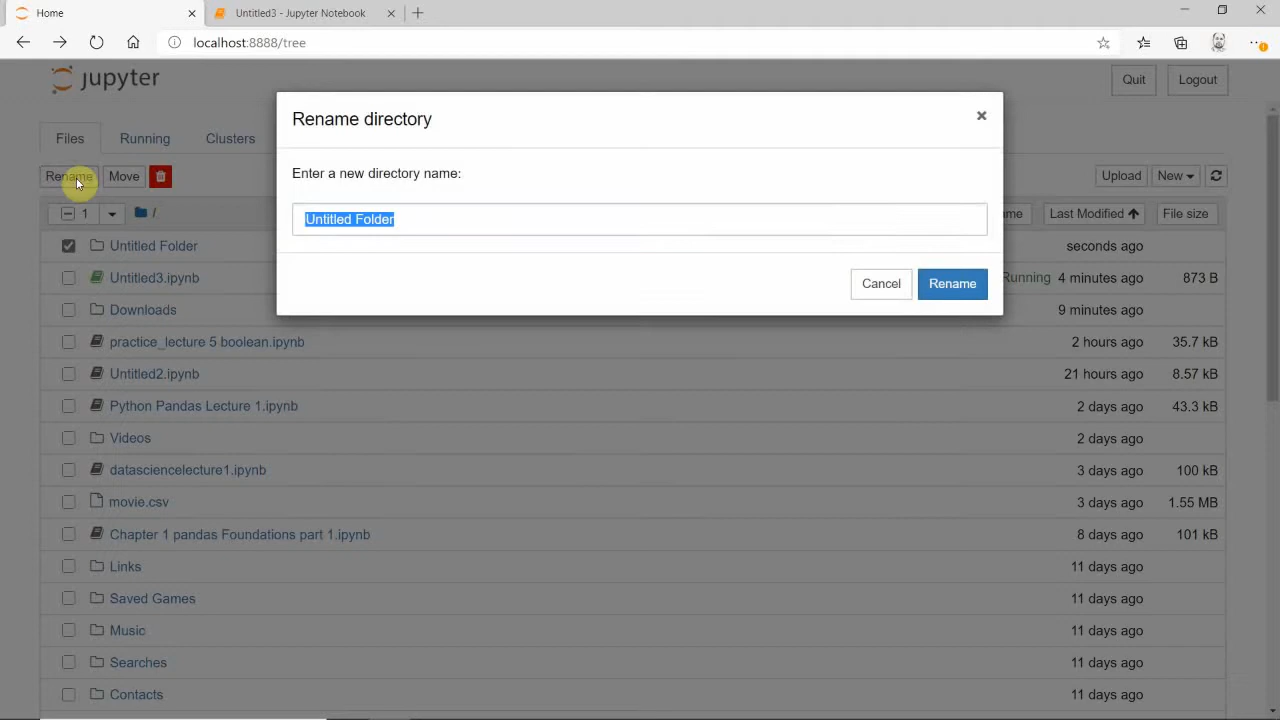 Home
Untitled3 - Jupyter Notebook
localhost:8888/tree
jupyter
Quit
Logout
Rename directory
Files
Running
Clusters
Enter a new directory name:
Rename
Move
Upload
New
1
/
Untitled Folder
me
Last Modified
File size
Untitled Folder
seconds ago
Cancel
Rename
Untitled3.ipynb
Running
4 minutes ago
873 B
Downloads
9 minutes ago
practice_lecture 5 boolean.ipynb
2 hours ago
35.7 kB
Untitled2.ipynb
21 hours ago
8.57 kB
Python Pandas Lecture 1.ipynb
2 days ago
43.3 kB
Videos
2 days ago
datasciencelecture1.ipynb
3 days ago
100 kB
movie.csv
3 days ago
1.55 MB
Chapter 1 pandas Foundations part 1.ipynb
8 days ago
101 kB
Links
11 days ago
Saved Games
11 days ago
Music
11 days ago
Searches
11 days ago
Contacts
11 days ago